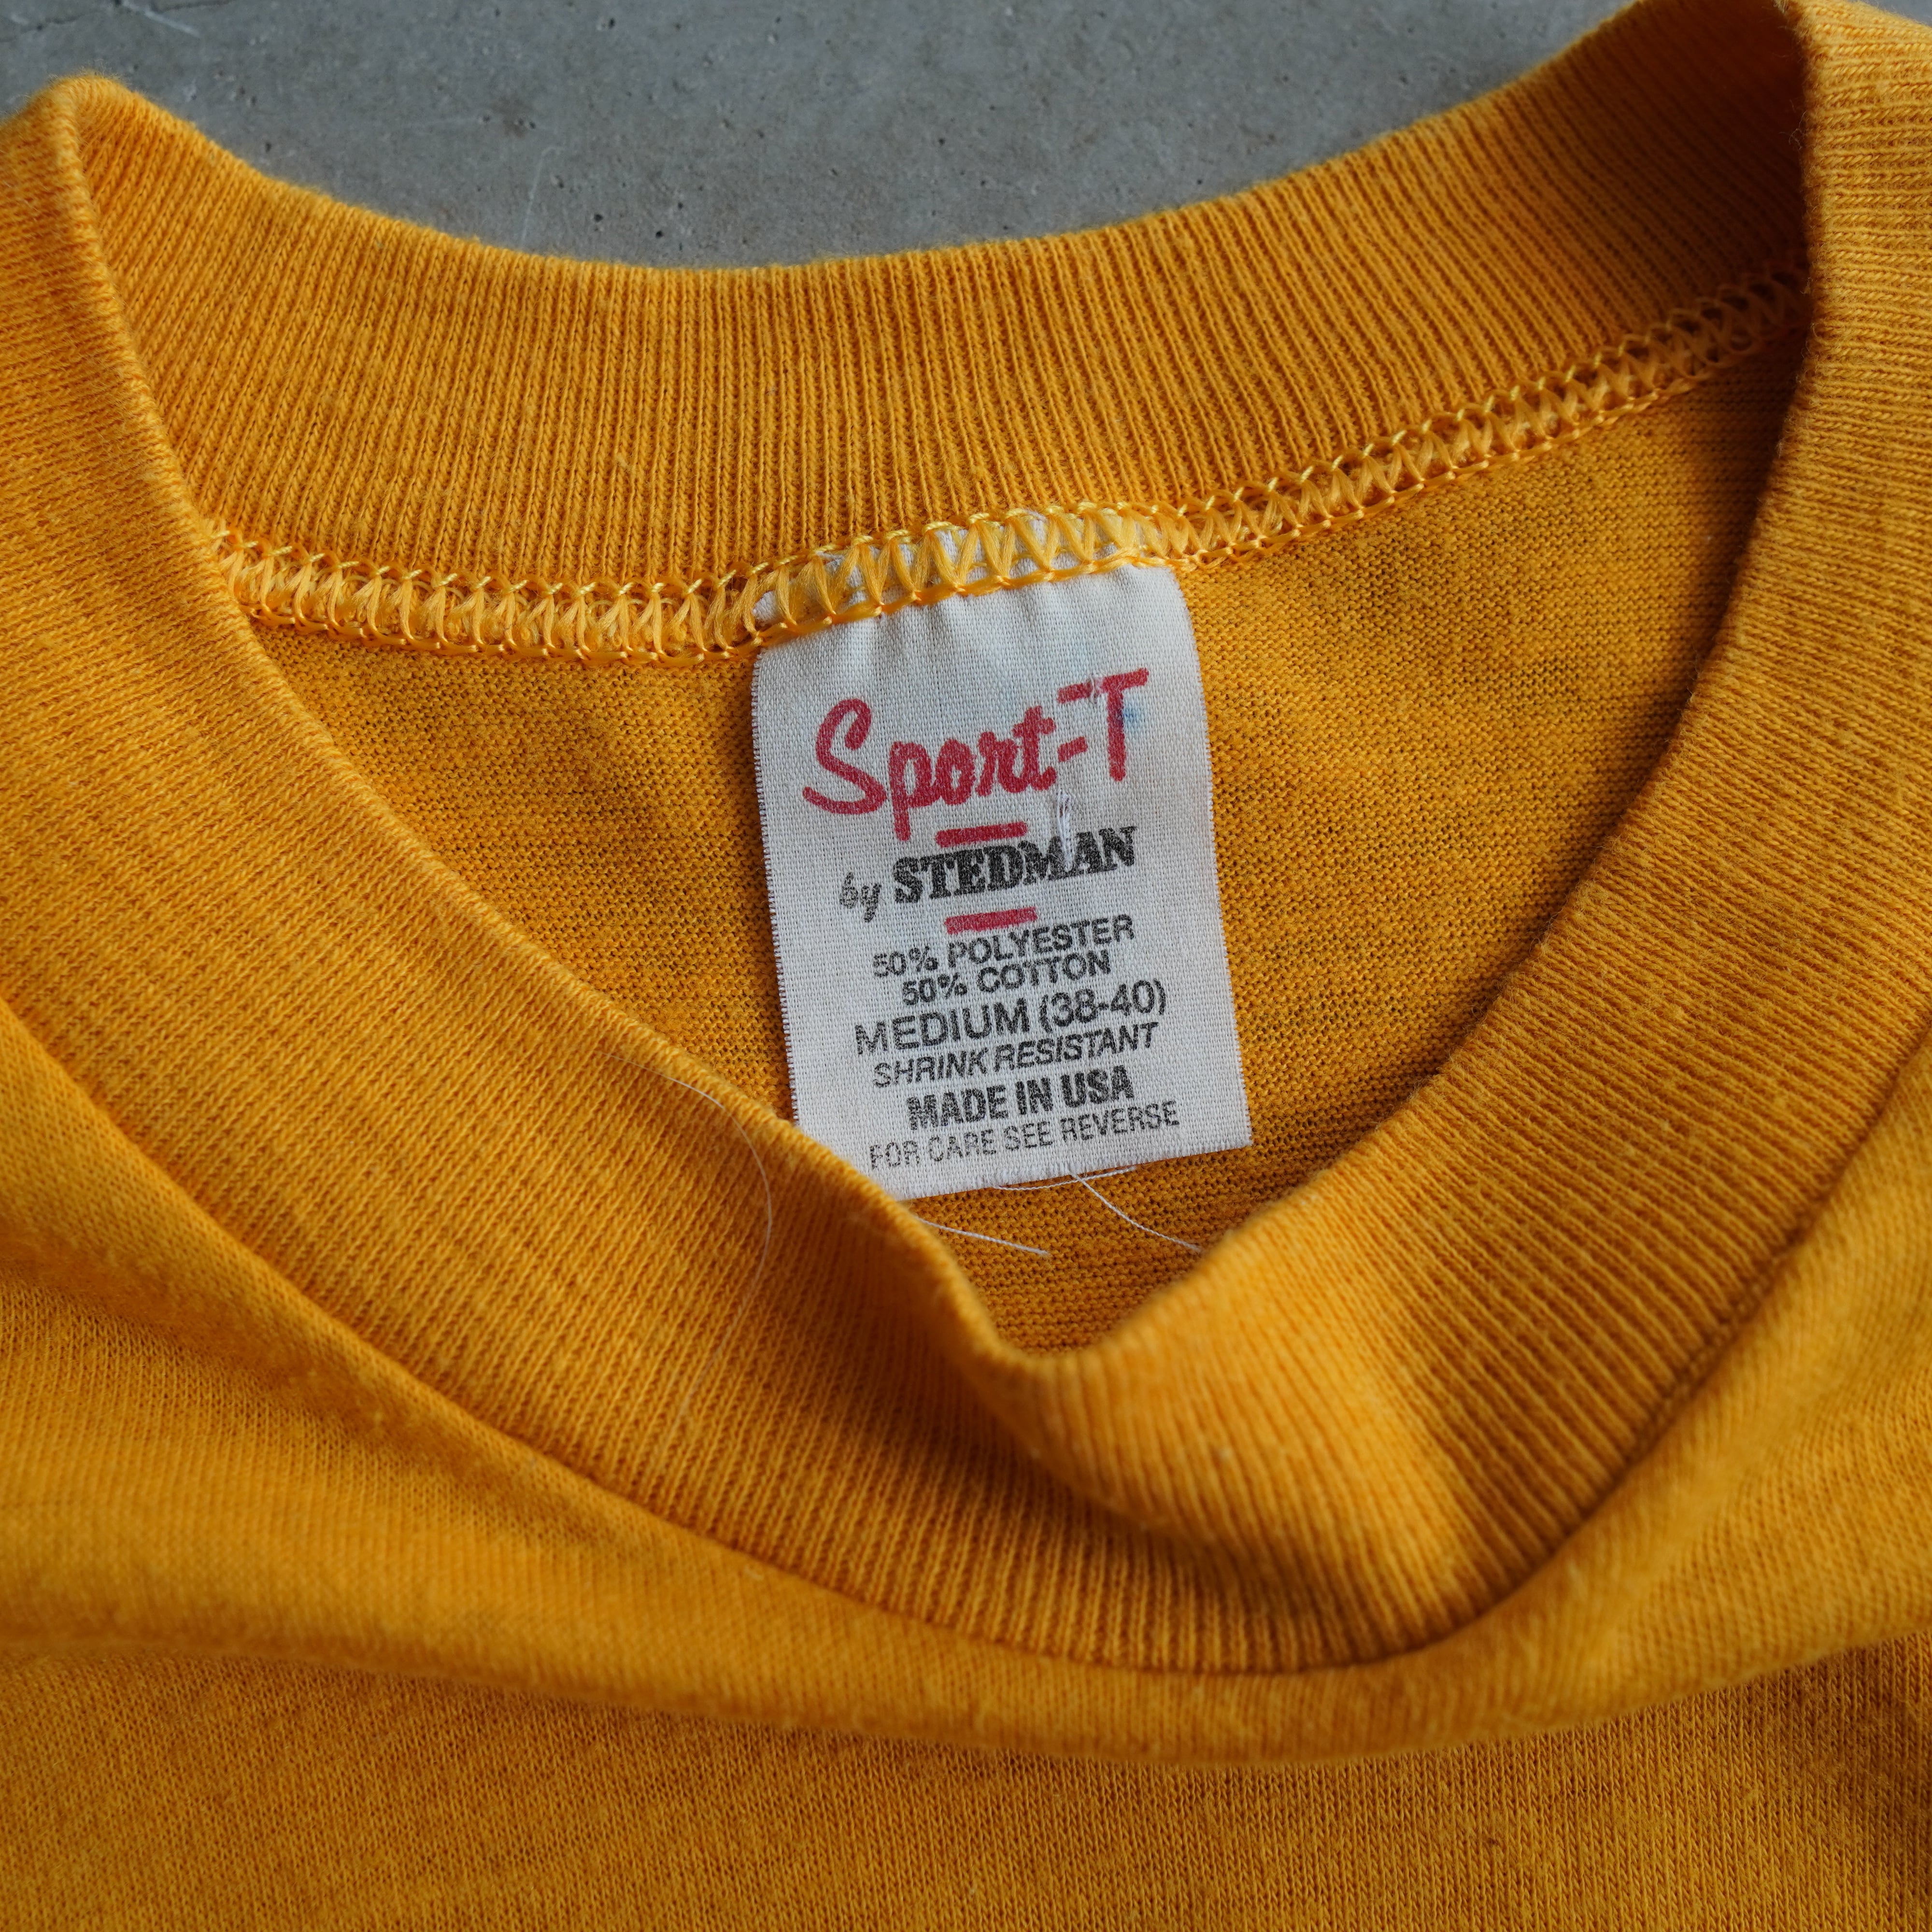 Sport-T
by STEDMAN
50% POLYESTER
50% COTTON
MEDIUM (38-40)
SHRINK RESISTANT
MADE IN USA
FOR CARE SEE REVERSE